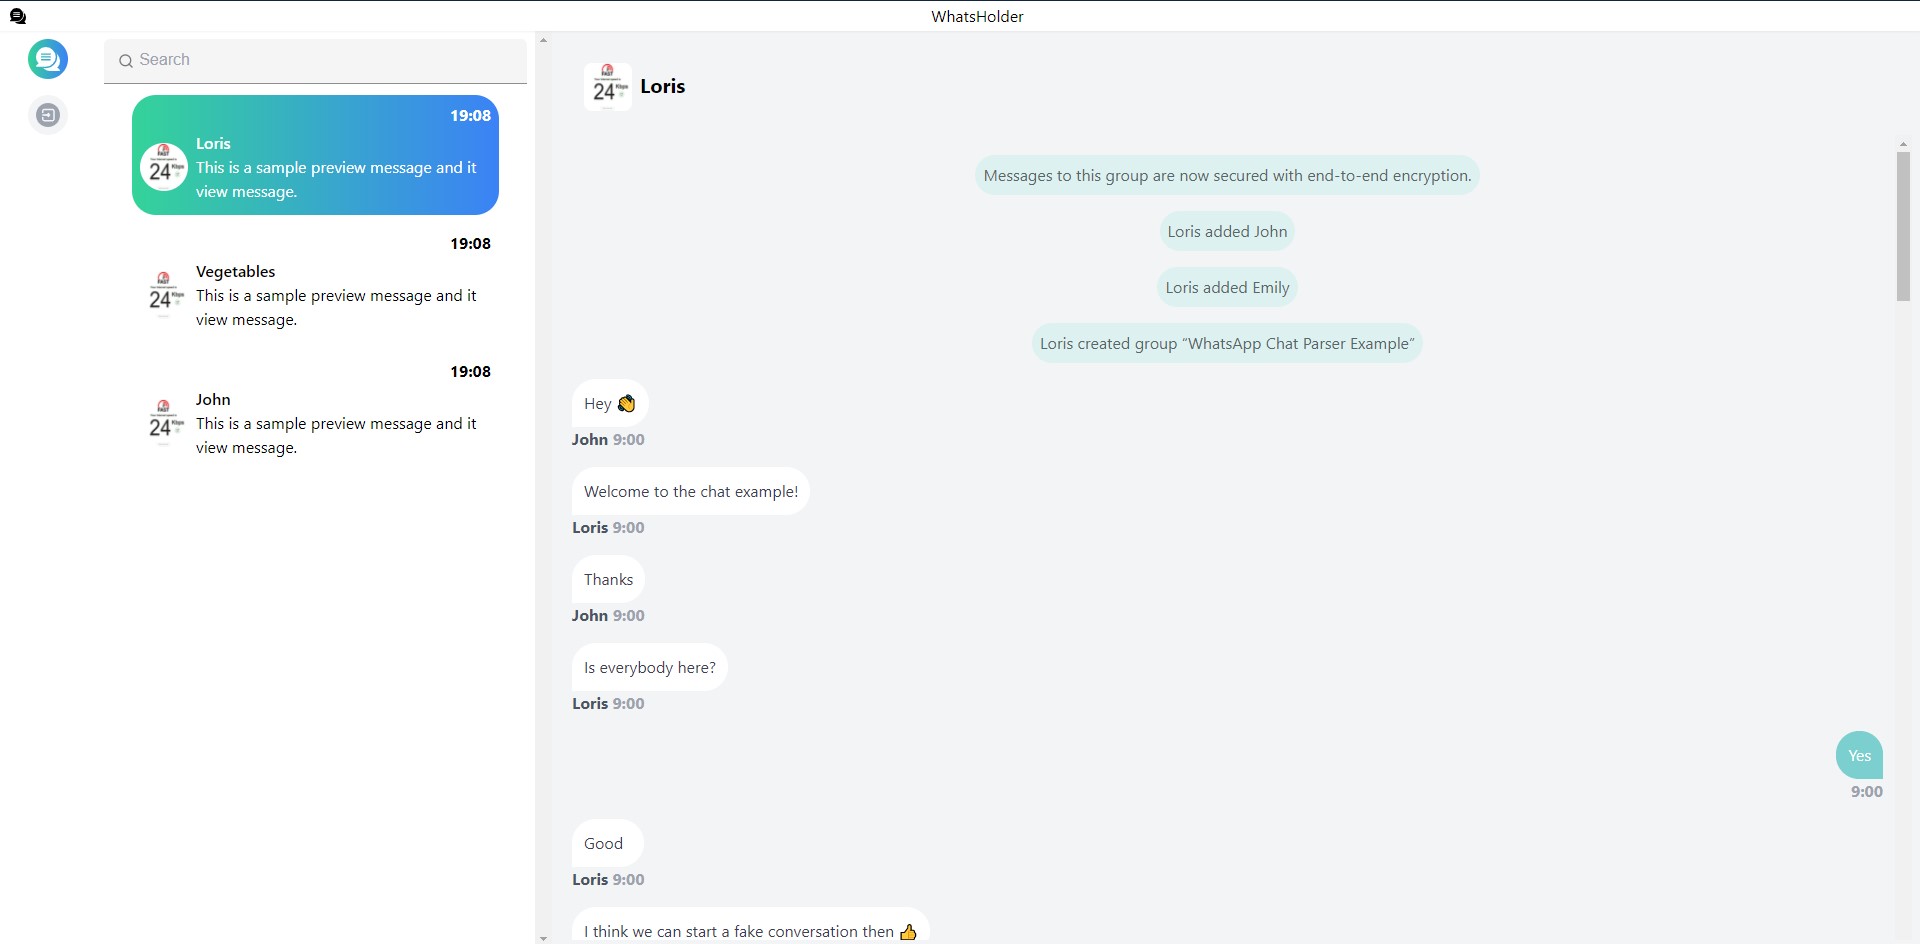 WhatsHolder
Search
19:08
Loris
This is a sample preview message and it
view message.
19:08
Vegetables
This is a sample preview message and it
view message.
19:08
John
This is a sample preview message and it
view message.
FAST
24 Kbps
Loris
Messages to this group are now secured with end-to-end encryption.
Loris added John
Loris added Emily
Loris created group “WhatsApp Chat Parser Example”
Hey 👏
John 9:00
Welcome to the chat example!
Loris 9:00
Thanks
John 9:00
Is everybody here?
Loris 9:00
Yes
9:00
Good
Loris 9:00
I think we can start a fake conversation then 👍